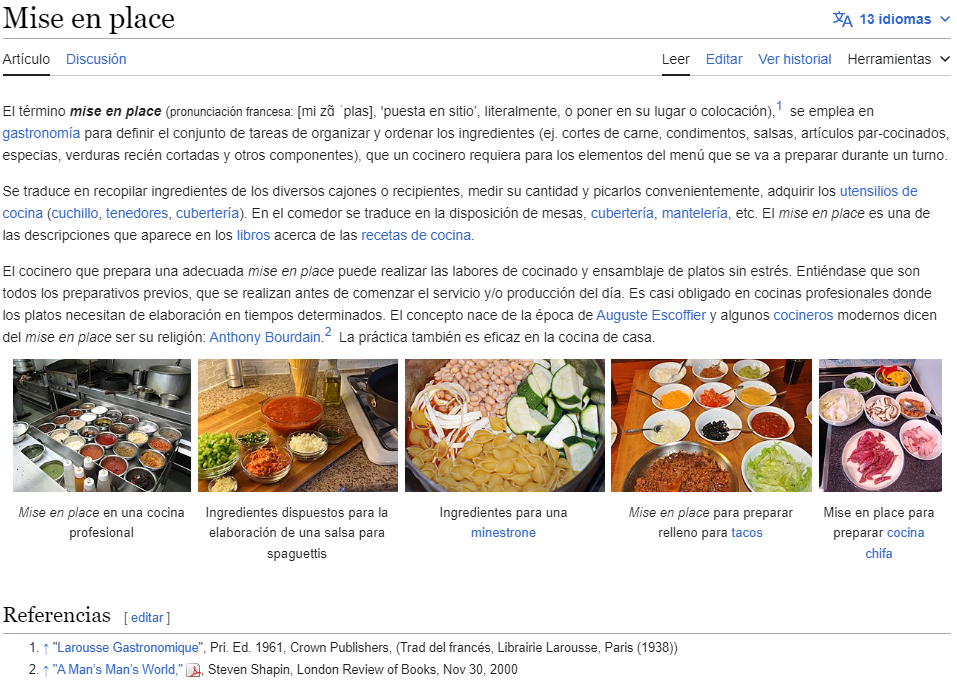 Mise en place
13 idiomas
Artículo Discusión Leer Editar Ver historial Herramientas
El término mise en place (pronunciación francesa: [mi zɑ̃ ˈplas], 'puesta en sitio', literalmente, o poner en su lugar o colocación),1 se emplea en
gastronomía para definir el conjunto de tareas de organizar y ordenar los ingredientes (ej. cortes de carne, condimentos, salsas, artículos par-cocinados,
especias, verduras recién cortadas y otros componentes), que un cocinero requiera para los elementos del menú que se va a preparar durante un turno.
Se traduce en recopilar ingredientes de los diversos cajones o recipientes, medir su cantidad y picarlos convenientemente, adquirir los utensilios de
cocina (cuchillo, tenedores, cubertería). En el comedor se traduce en la disposición de mesas, cubertería, mantelería, etc. El mise en place es una de
las descripciones que aparece en los libros acerca de las recetas de cocina.
El cocinero que prepara una adecuada mise en place puede realizar las labores de cocinado y ensamblaje de platos sin estrés. Entiéndase que son
todos los preparativos previos, que se realizan antes de comenzar el servicio y/o producción del día. Es casi obligado en cocinas profesionales donde
los platos necesitan de elaboración en tiempos determinados. El concepto nace de la época de Auguste Escoffier y algunos cocineros modernos dicen
del mise en place ser su religión: Anthony Bourdain.2 La práctica también es eficaz en la cocina de casa.
Mise en place en una cocina
profesional
Ingredientes dispuestos para la
elaboración de una salsa para
spaguettis
Ingredientes para una
minestrone
Mise en place para preparar
relleno para tacos
Mise en place para
preparar cocina
chifa
Referencias [ editar ]
1. ↑ "Larousse Gastronomique", Pri. Ed. 1961, Crown Publishers, (Trad del francés, Librairie Larousse, Paris (1938))
2. ↑ "A Man's Man's World," , Steven Shapin, London Review of Books, Nov 30, 2000